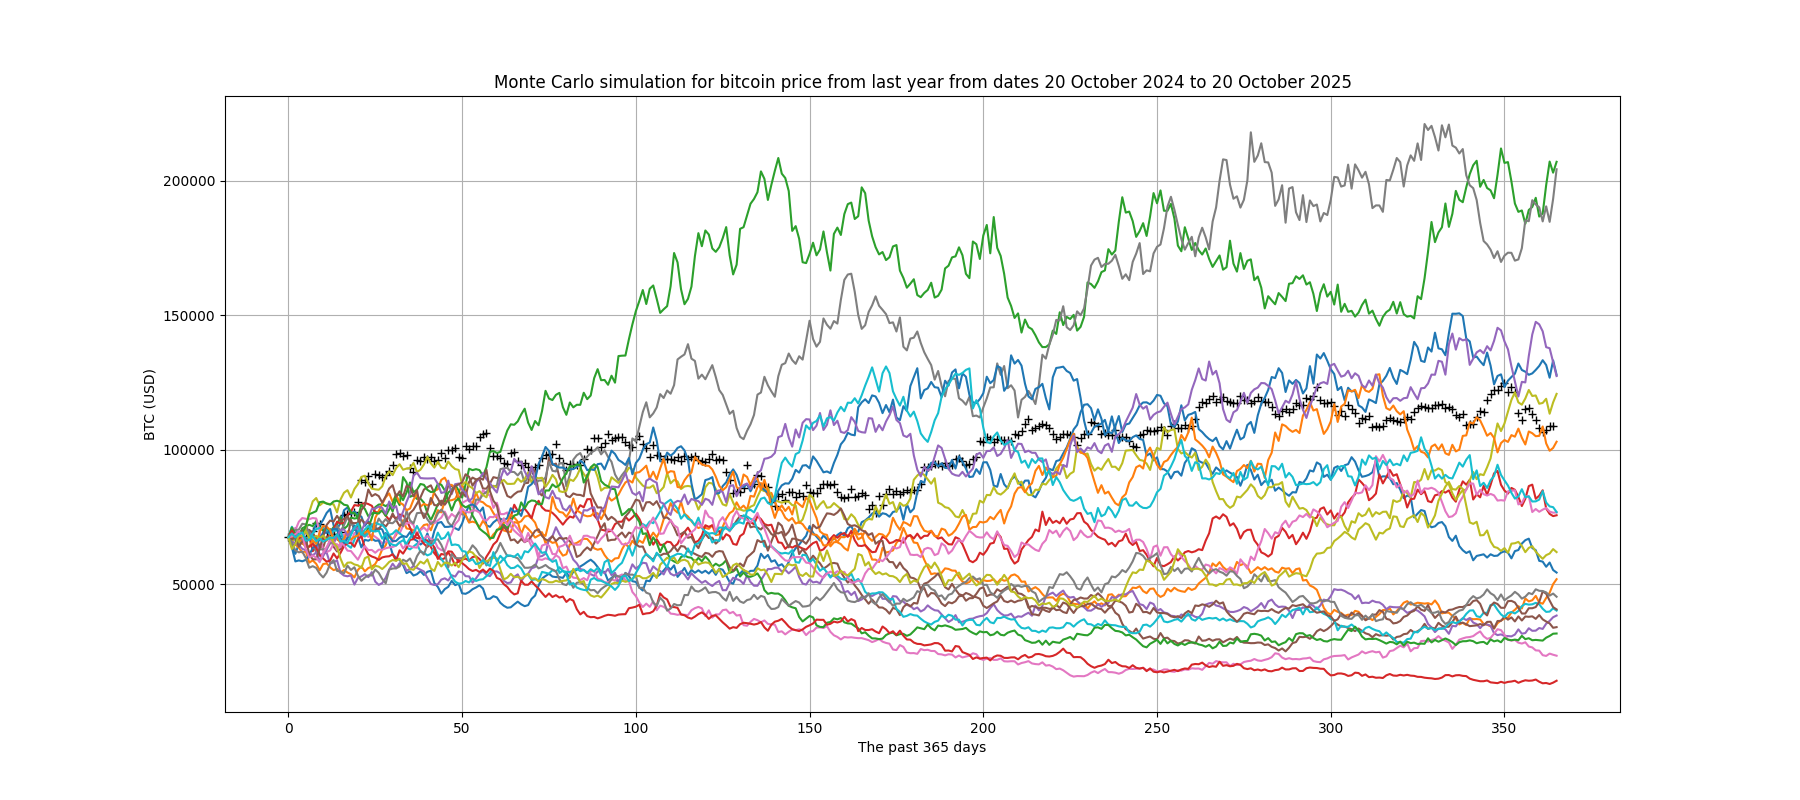 Monte Carlo simulation for bitcoin price from last year from dates 20 October 2024 to 20 October 2025
200000
150000
100000
50000
BTC (USD)
0 50 100 150 200 250 300 350
The past 365 days